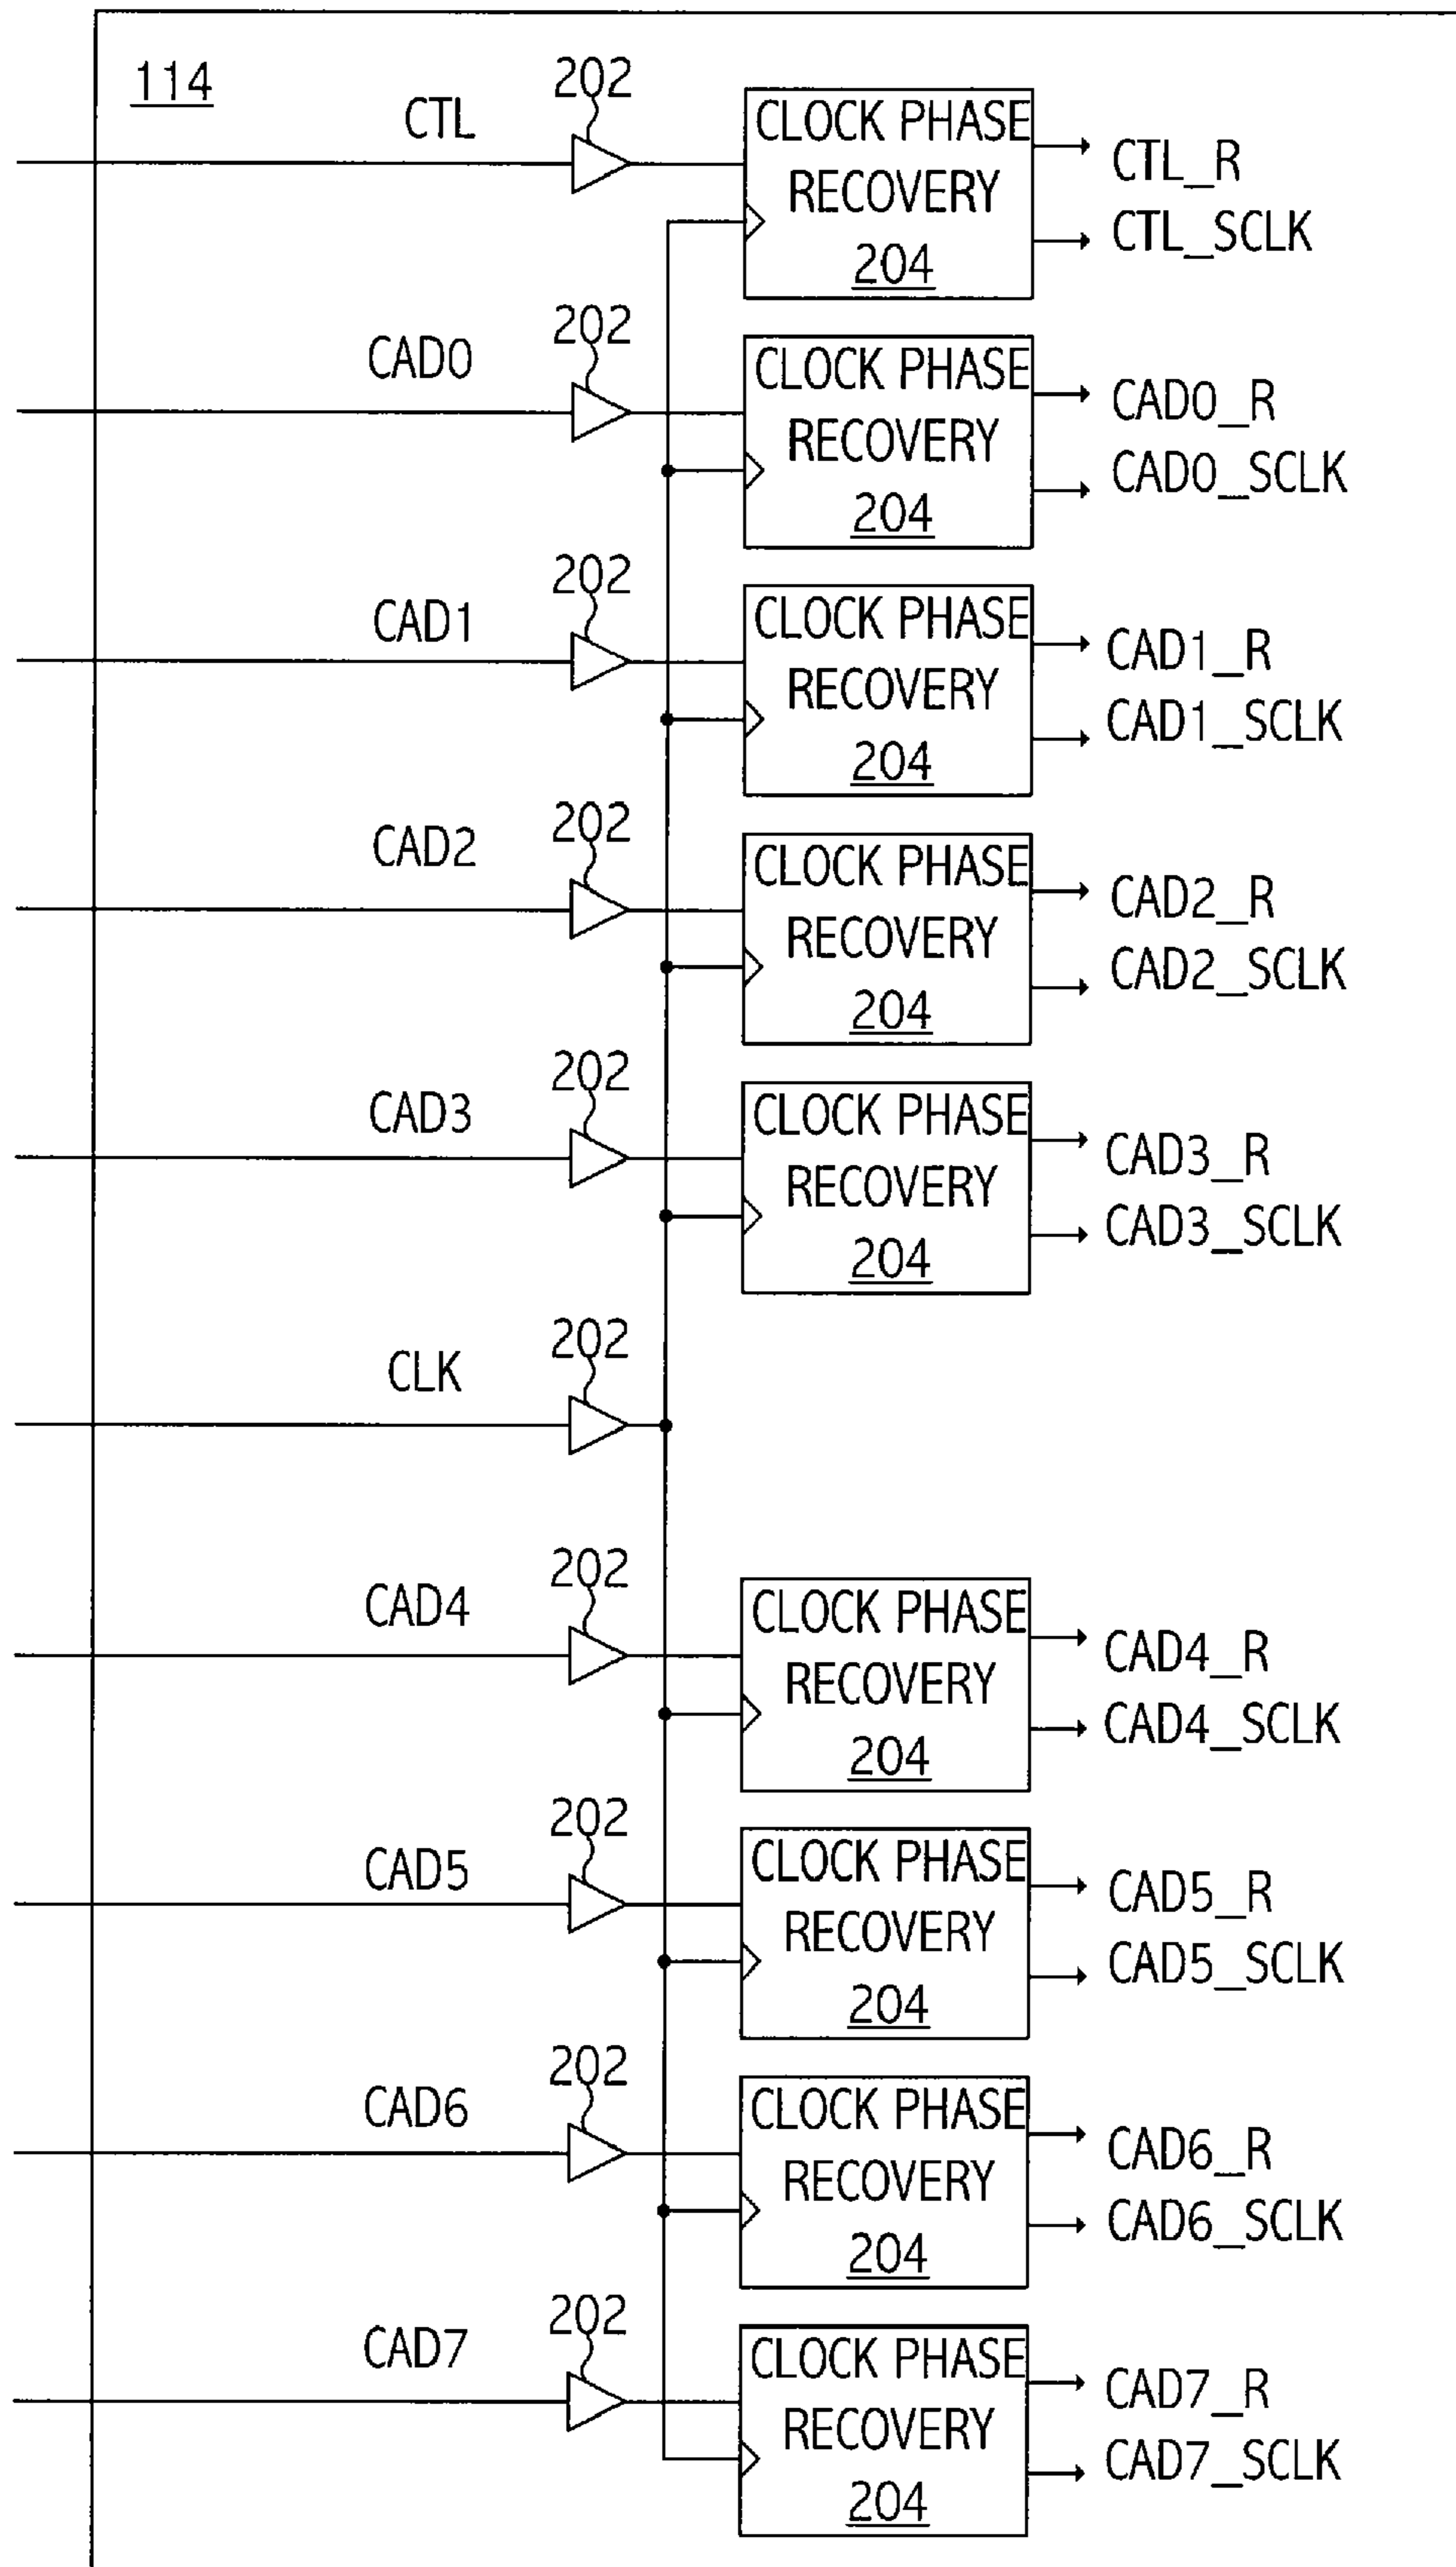 114
202
CTL
CLOCK PHASE
RECOVERY
204
CTL_R
CTL_SCLK
202
CAD0
CLOCK PHASE
RECOVERY
204
CAD0_R
CAD0_SCLK
202
CAD1
CLOCK PHASE
RECOVERY
204
CAD1_R
CAD1_SCLK
202
CAD2
CLOCK PHASE
RECOVERY
204
CAD2_R
CAD2_SCLK
202
CAD3
CLOCK PHASE
RECOVERY
204
CAD3_R
CAD3_SCLK
202
CLK
202
CAD4
CLOCK PHASE
RECOVERY
204
CAD4_R
CAD4_SCLK
202
CAD5
CLOCK PHASE
RECOVERY
204
CAD5_R
CAD5_SCLK
202
CAD6
CLOCK PHASE
RECOVERY
204
CAD6_R
CAD6_SCLK
202
CAD7
CLOCK PHASE
RECOVERY
204
CAD7_R
CAD7_SCLK